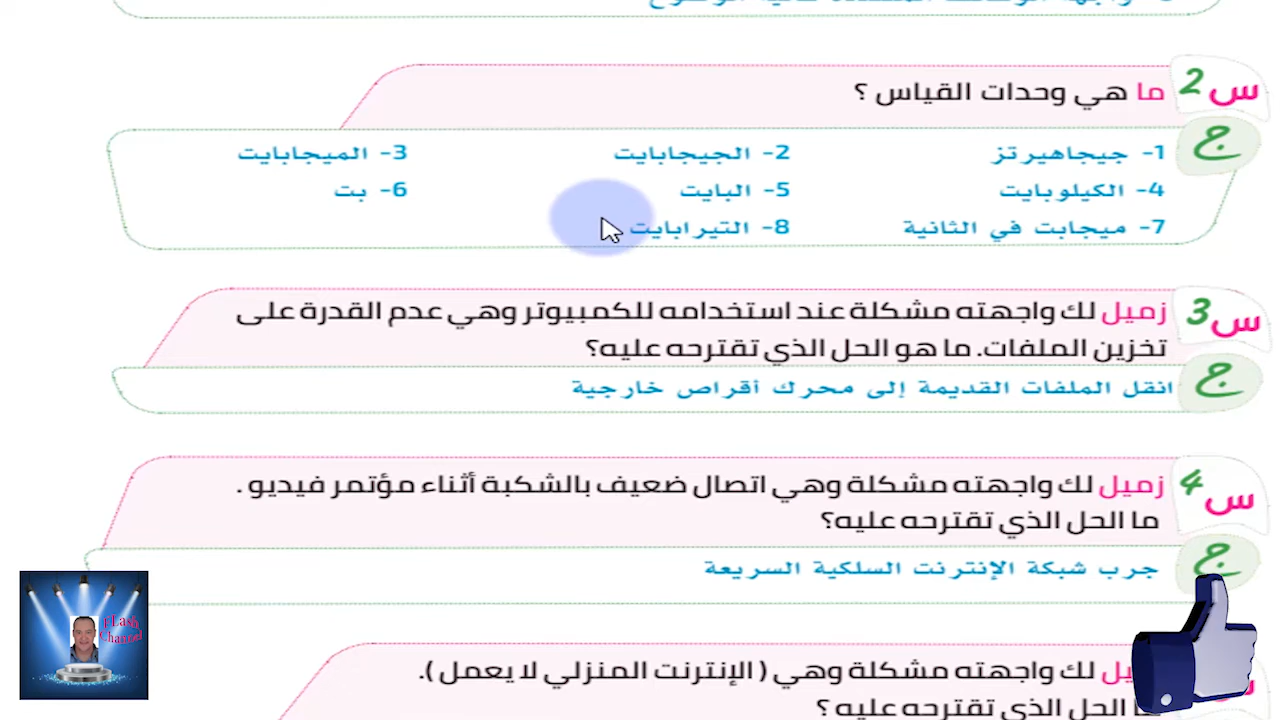 س2 ما هي وحدات القياس ؟
ج
1- جيجاهيرتز 2- الجيجابايت 3- الميجابايت
4- الكيلوبايت 5- البايت 6- بت
7- ميجابت في الثانية 8- التيرابايت
س3 زميل لك واجهته مشكلة عند استخدامه للكمبيوتر وهي عدم القدرة على
تخزين الملفات. ما هو الحل الذي تقترحه عليه؟
ج انقل الملفات القديمة إلى محرك أقراص خارجية
س4 زميل لك واجهته مشكلة وهي اتصال ضعيف بالشكبة أثناء مؤتمر فيديو .
ما الحل الذي تقترحه عليه؟
ج جرب شبكة الإنترنت السلكية السريعة
FLash
Channel
لك واجهته مشكلة وهي ( الإنترنت المنزلي لا يعمل ).
الحل الذي تقترحه عليه ؟